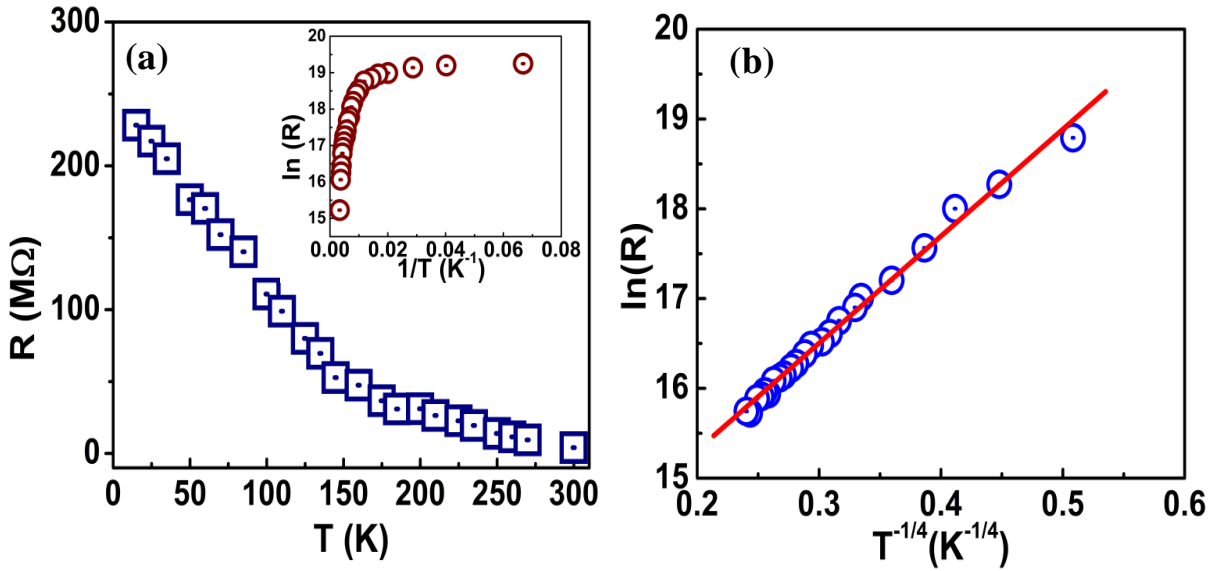 (a)
R (MΩ)
300
200
100
0
0 50 100 150 200 250 300
T (K)
ln (R)
20
19
18
17
16
15
0.00 0.02 0.04 0.06 0.08
1/T (K⁻¹)
(b)
ln(R)
20
19
18
17
16
15
0.2 0.3 0.4 0.5 0.6
T⁻¹/⁴(K⁻¹/⁴)